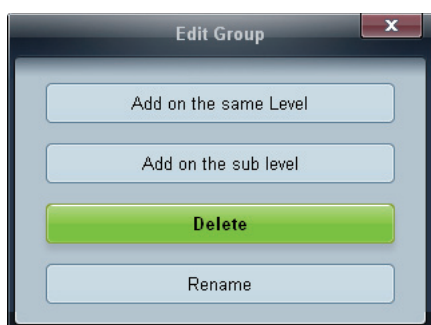 Edit Group
x
Add on the same Level
Add on the sub level
Delete
Rename